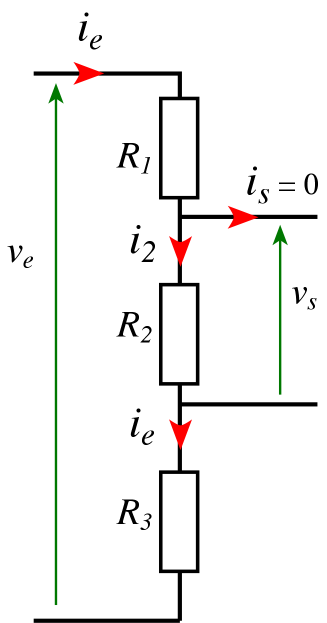 i_e
R_1
i_s = 0
i_2
v_e
v_s
R_2
i_e
R_3